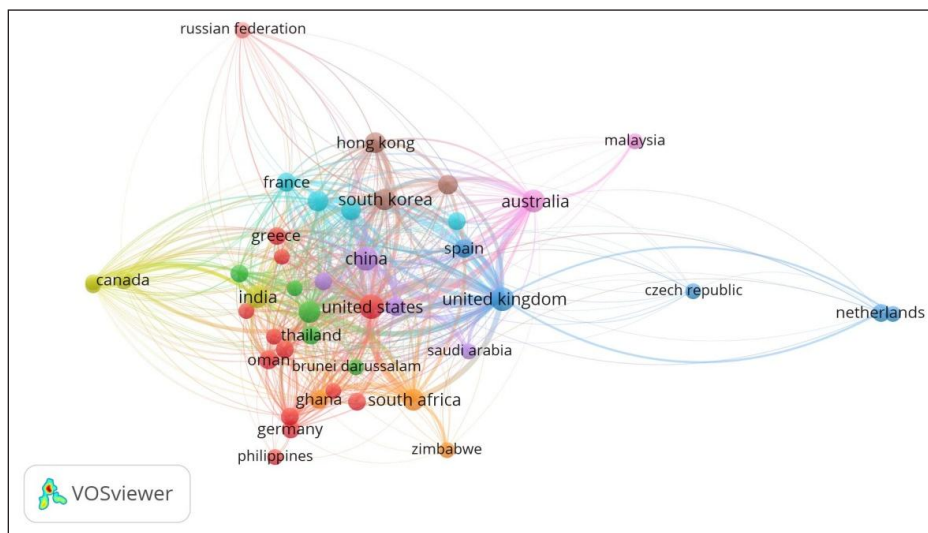 russian federation
hong kong
malaysia
france
south korea
australia
greece
spain
china
canada
india
united states
united kingdom
czech republic
netherlands
thailand
saudi arabia
oman
brunei darussalam
ghana
south africa
germany
zimbabwe
philippines
VOSviewer